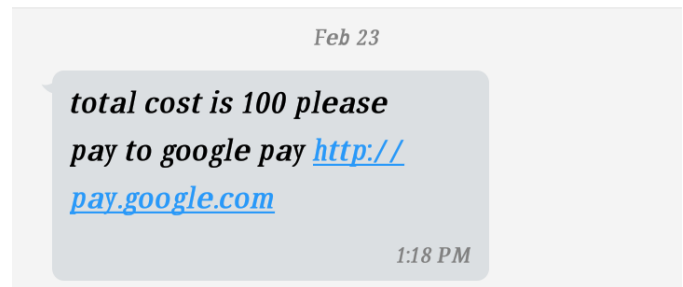 Feb 23
total cost is 100 please
pay to google pay http://
pay.google.com
1:18 PM